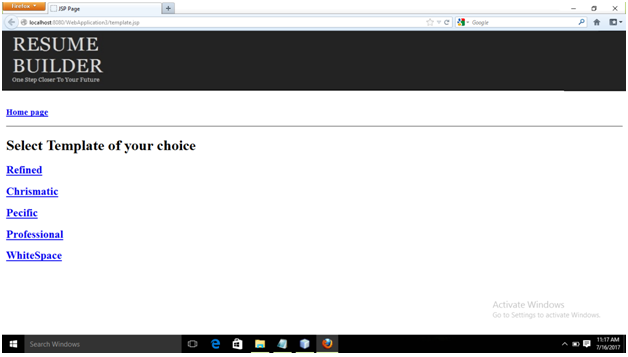 Firefox
JSP Page
localhost:8080/WebApplication3/template.jsp
Google
RESUME
BUILDER
One Step Closer To Your Future
Home page
Select Template of your choice
Refined
Chrismatic
Pecific
Professional
WhiteSpace
Activate Windows
Go to Settings to activate Windows.
Search Windows
11:17 AM
7/16/2017